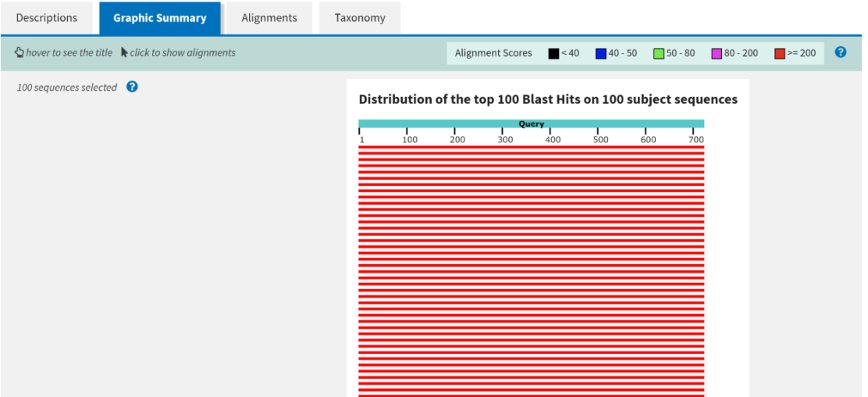 Descriptions Graphic Summary Alignments Taxonomy
hover to see the title click to show alignments Alignment Scores < 40 40 - 50 50 - 80 80 - 200 >= 200 ?
100 sequences selected ?
Distribution of the top 100 Blast Hits on 100 subject sequences
Query
1 100 200 300 400 500 600 700